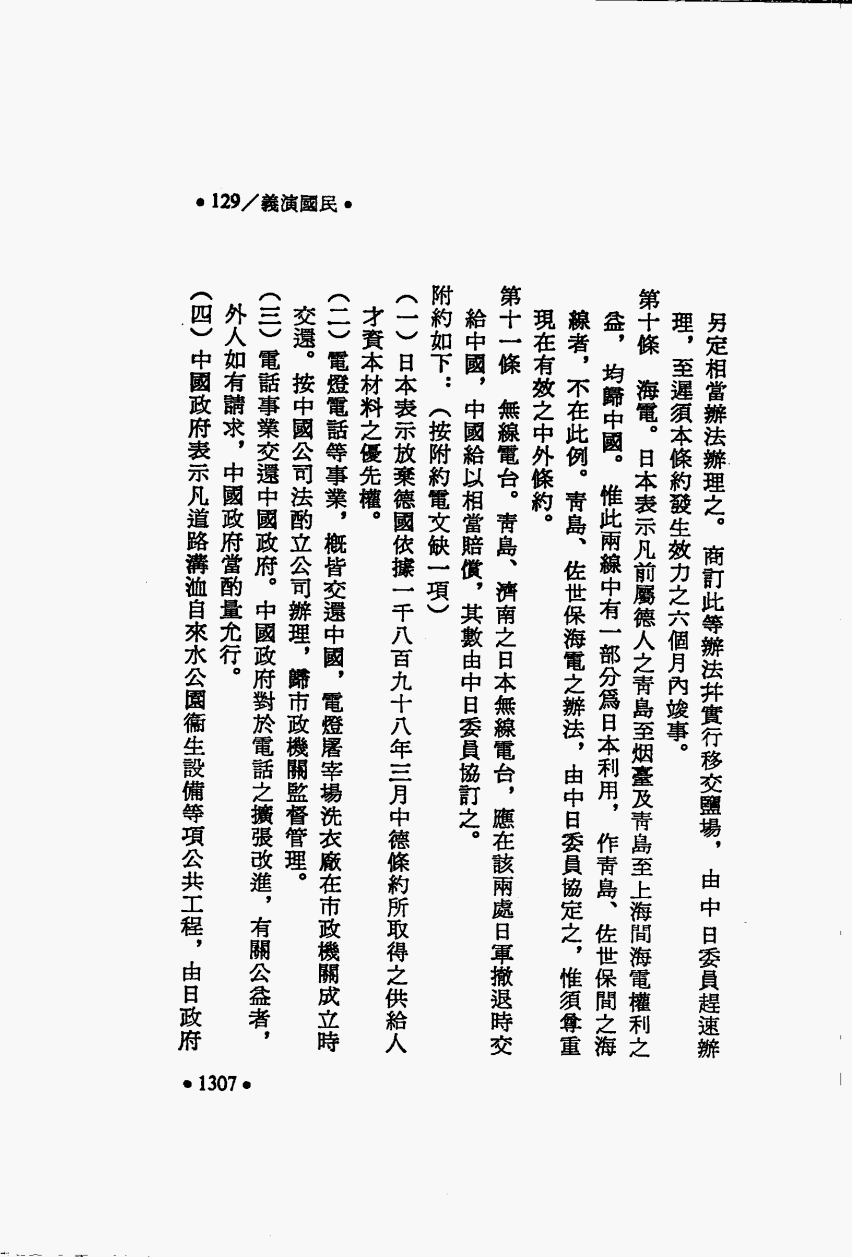 •129／義演國民•
另定相當辦法辦理之。商訂此等辦法幷實行移交鹽場，由中日委員趕速辦
理，至遲須本條約發生效力之六個月內竣事。
第十條　海電。日本表示凡前屬德人之靑島至烟臺及靑島至上海間海電權利之
益，均歸中國。惟此兩線中有一部分爲日本利用，作靑島、佐世保間之海
線者，不在此例。靑島、佐世保海電之辦法，由中日委員協定之，惟須尊重
現在有效之中外條約。
第十一條　無線電台。靑島、濟南之日本無線電台，應在該兩處日軍撤退時交
給中國，中國給以相當賠償，其數由中日委員協訂之。
附約如下：（按附約電文缺一項）
（一）日本表示放棄德國依據一千八百九十八年三月中德條約所取得之供給人
才資本材料之優先權。
（二）電燈電話等事業，槪皆交還中國，電燈屠宰場洗衣廠在市政機關成立時
交還。按中國公司法酌立公司辦理，歸市政機關監督管理。
（三）電話事業交還中國政府。中國政府對於電話之擴張改進，有關公益者，
外人如有請求，中國政府當酌量允行。
（四）中國政府表示凡道路溝洫自來水公園衞生設備等項公共工程，由日政府
•1307•